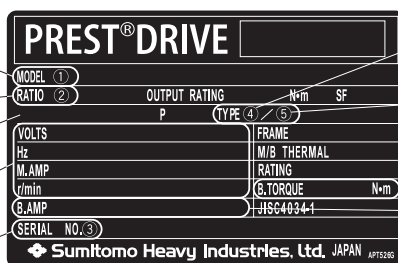 PREST®DRIVE
MODEL ①
RATIO ② OUTPUT RATING N•m SF
P TYPE ④ / ⑤
VOLTS FRAME
Hz M/B THERMAL
M.AMP RATING
r/min B.TORQUE N•m
B.AMP JISC4034-1
SERIAL NO.③
Sumitomo Heavy Industries, Ltd. JAPAN APT526G